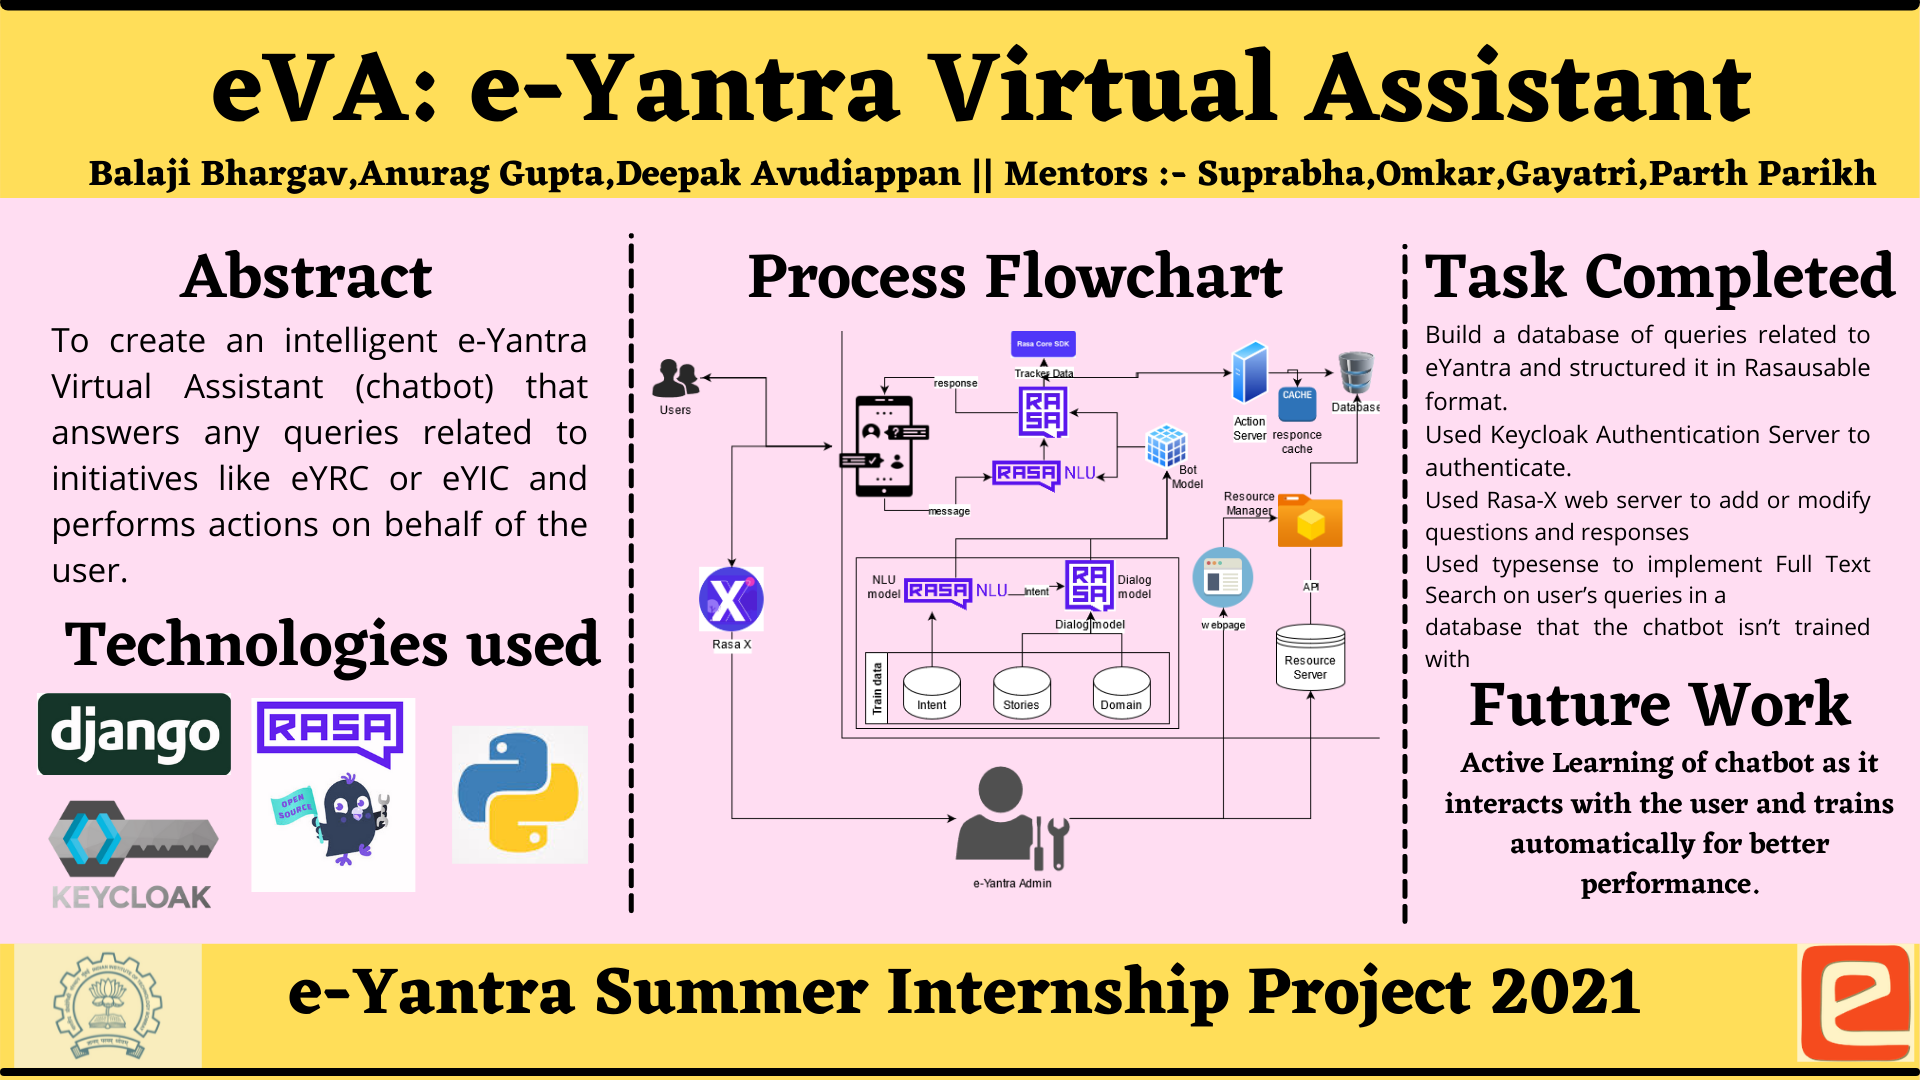 eVA: e-Yantra Virtual Assistant
Balaji Bhargav,Anurag Gupta,Deepak Avudiappan || Mentors :- Suprabha,Omkar,Gayatri,Parth Parikh
Abstract
To create an intelligent e-Yantra
Virtual Assistant (chatbot) that
answers any queries related to
initiatives like eYRC or eYIC and
performs actions on behalf of the
user.
Technologies used
django
RASA
OPEN
SOURCE
KEYCLOAK
Process Flowchart
Users
Rasa Core SDK
Tracker Data
response
RASA
RASA NLU
message
Bot
Model
Action
Server
CACHE
responce
cache
Database
Resource
Manager
X
Rasa X
NLU
model
RASA NLU
Intent
RASA
Dialog
model
Dialog model
webpage
API
Resource
Server
Train data
Intent
Stories
Domain
e-Yantra Admin
Task Completed
Build a database of queries related to
eYantra and structured it in Rasausable
format.
Used Keycloak Authentication Server to
authenticate.
Used Rasa-X web server to add or modify
questions and responses
Used typesense to implement Full Text
Search on user’s queries in a
database that the chatbot isn’t trained
with
Future Work
Active Learning of chatbot as it
interacts with the user and trains
automatically for better
performance.
e-Yantra Summer Internship Project 2021
e